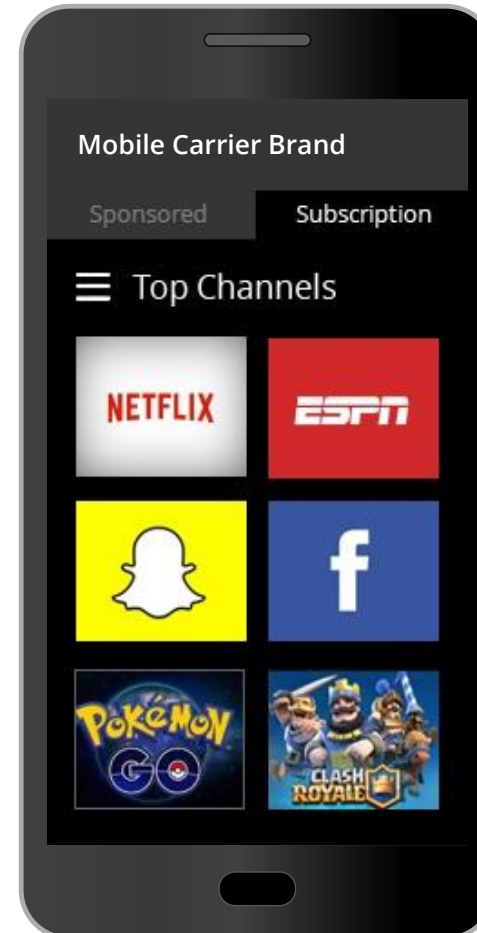 Mobile Carrier Brand
Sponsored Subscription
Top Channels
NETFLIX ESPN
f
POKéMON
GO
CLASH
ROYALE